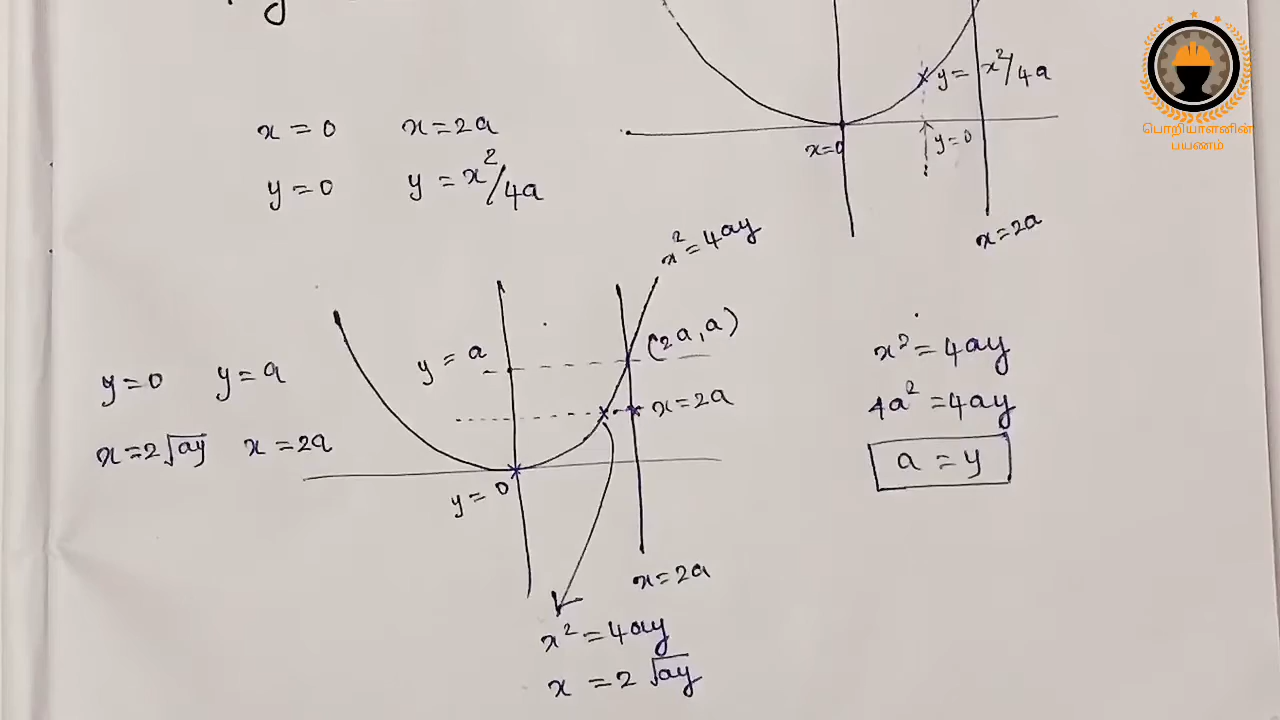 y = x²/4a
பொறியாளனின்
பயணம்
x = 0 x = 2a
y = 0
x=0
y = 0 y = x²/4a
x = 2a
x² = 4ay
y = a
(2a, a)
x² = 4ay
y = 0 y = a
x = 2a
4a² = 4ay
x = 2√ay x = 2a
a = y
y = 0
x = 2a
x² = 4ay
x = 2√ay